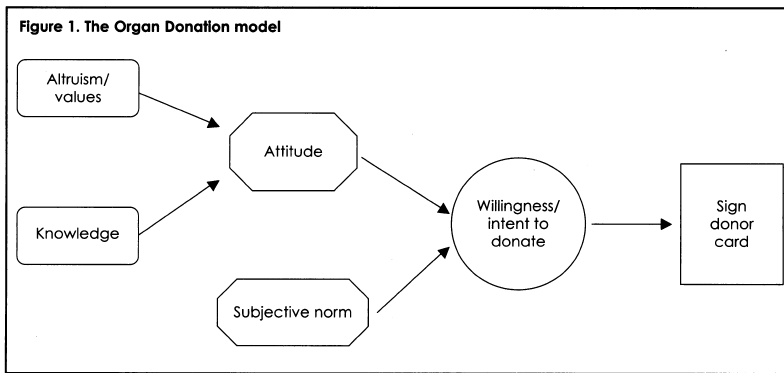 Figure 1. The Organ Donation model
Altruism/
values
Attitude
Knowledge
Subjective norm
Willingness/
intent to
donate
Sign
donor
card